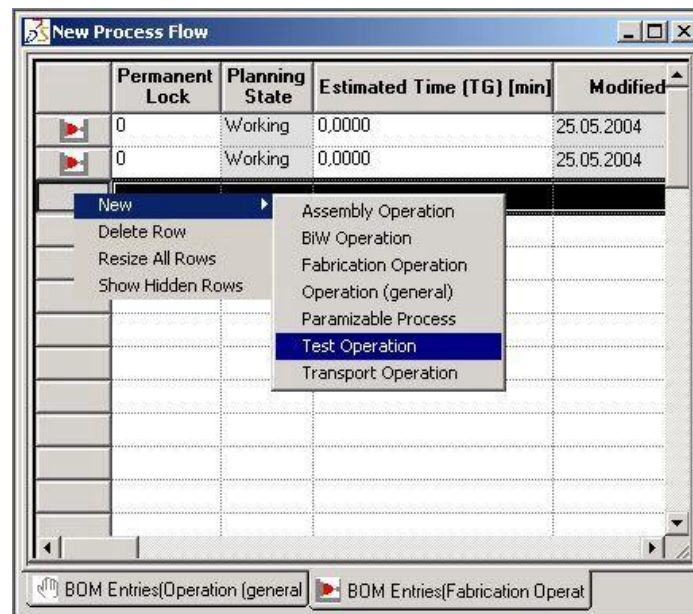 New Process Flow
Permanent Lock Planning State Estimated Time (TG) [min] Modified
0 Working 0,0000 25.05.2004
0 Working 0,0000 25.05.2004
New
Delete Row
Resize All Rows
Show Hidden Rows
Assembly Operation
BiW Operation
Fabrication Operation
Operation (general)
Paramizable Process
Test Operation
Transport Operation
BOM Entries(Operation (general BOM Entries(Fabrication Operat